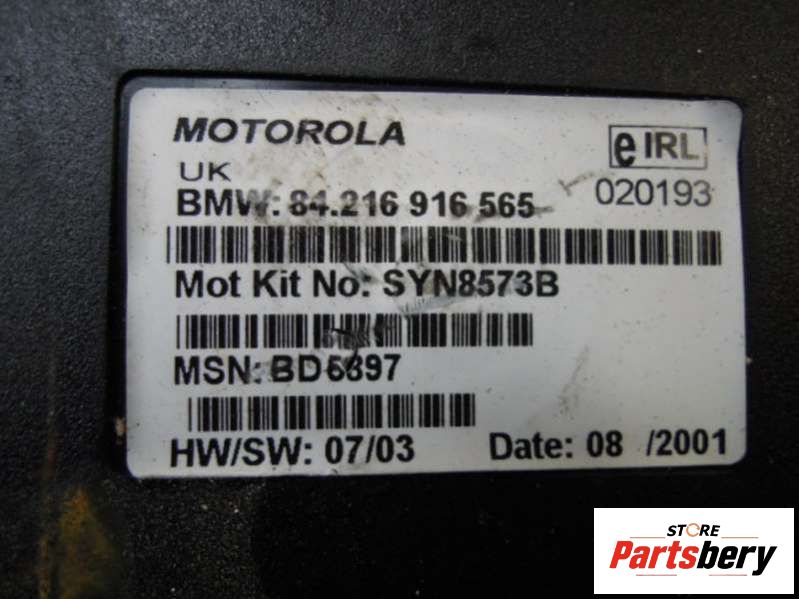 MOTOROLA
e IRL
UK
020193
BMW: 84.216 916 565
Mot Kit No: SYN8573B
MSN: BD5897
HW/SW: 07/03 Date: 08 /2001
STORE
Partsbery